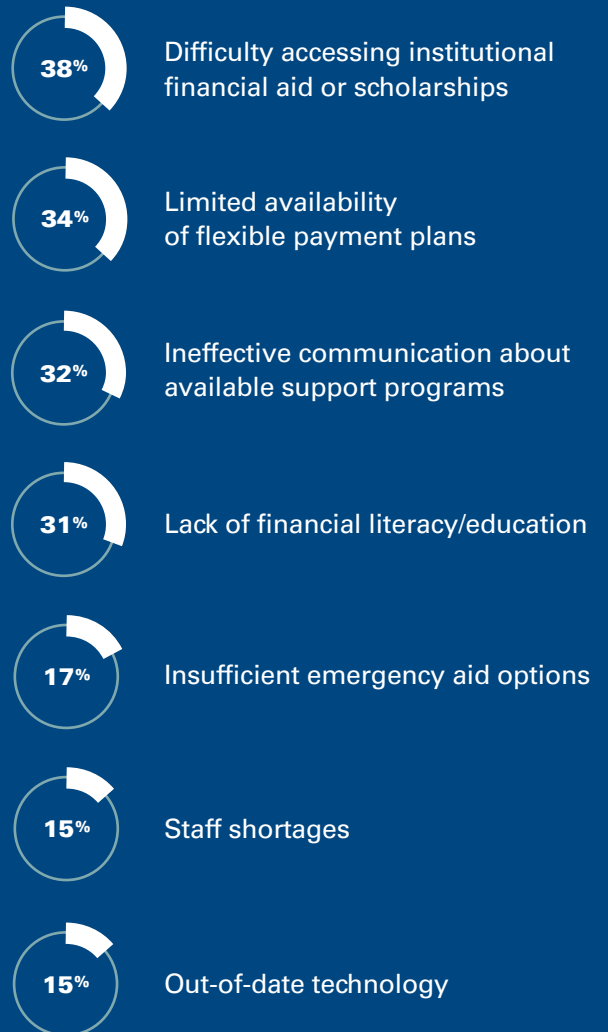 38%
Difficulty accessing institutional
financial aid or scholarships
34%
Limited availability
of flexible payment plans
32%
Ineffective communication about
available support programs
31%
Lack of financial literacy/education
17%
Insufficient emergency aid options
15%
Staff shortages
15%
Out-of-date technology